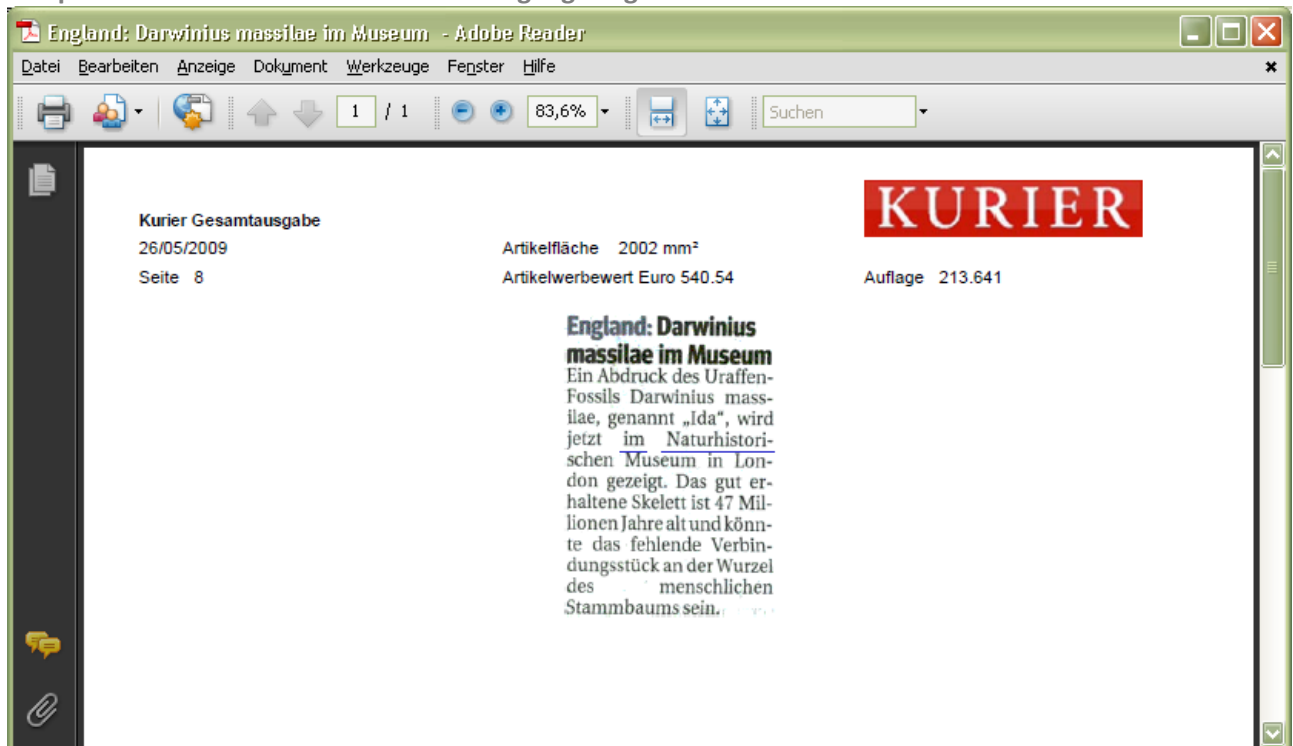 England: Darwinius massilae im Museum - Adobe Reader
Datei Bearbeiten Anzeige Dokument Werkzeuge Fenster Hilfe
1 / 1 83,6% Suchen
KURIER
Kurier Gesamtausgabe
26/05/2009 Artikelfläche 2002 mm²
Seite 8 Artikelwerbewert Euro 540.54 Auflage 213.641
England: Darwinius
massilae im Museum
Ein Abdruck des Uraffen-
Fossils Darwinius mass-
ilae, genannt „Ida“, wird
jetzt im Naturhistori-
schen Museum in Lon-
don gezeigt. Das gut er-
haltene Skelett ist 47 Mil-
lionen Jahre alt und könn-
te das fehlende Verbin-
dungsstück an der Wurzel
des menschlichen
Stammbaums sein.